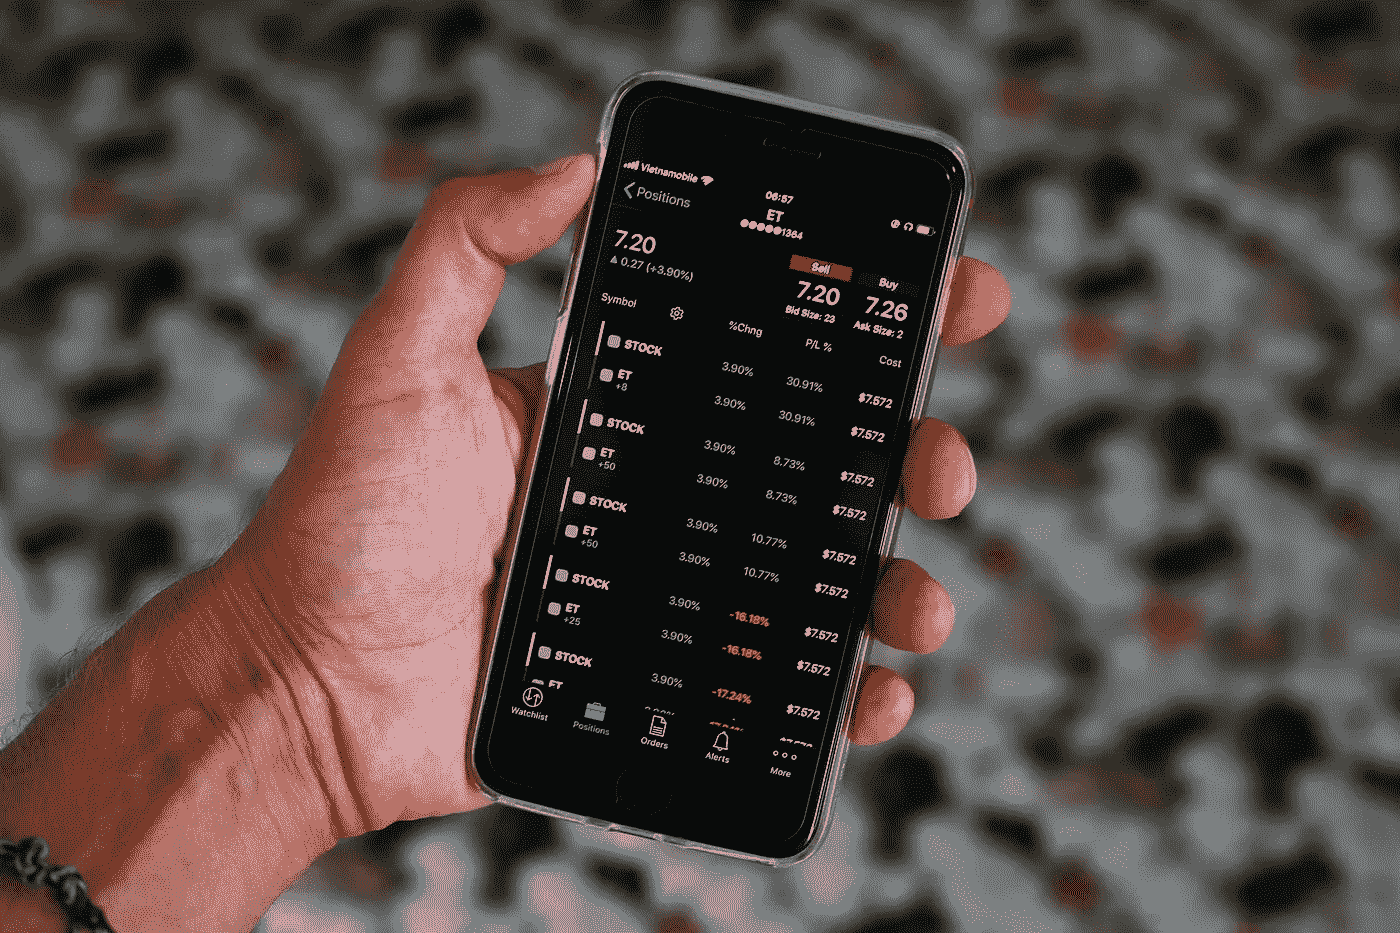 Vietnamobile
06:57
Positions
ET
●●●●●1364
7.20
▲ 0.27 (+3.90%)
Sell
7.20
Bid Size: 23
Buy
7.26
Ask Size: 2
Symbol %Chng P/L % Cost
STOCK 3.90% 30.91% $7.572
ET 3.90% 30.91% $7.572
+8
STOCK 3.90% 8.73% $7.572
ET 3.90% 8.73% $7.572
+50
STOCK 3.90% 10.77% $7.572
ET 3.90% 10.77% $7.572
+50
STOCK 3.90% -16.18% $7.572
ET 3.90% -16.18% $7.572
+25
STOCK 3.90% -17.24% $7.572
ET
Watchlist Positions Orders Alerts More